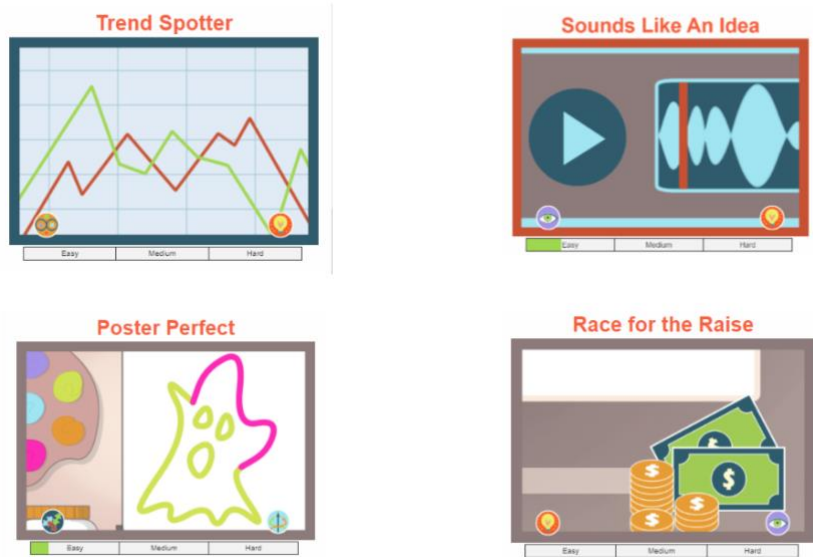 Trend Spotter
Easy Medium Hard
Sounds Like An Idea
Easy Medium Hard
Poster Perfect
Easy Medium Hard
Race for the Raise
$ $
$
$
$
Easy Medium Hard